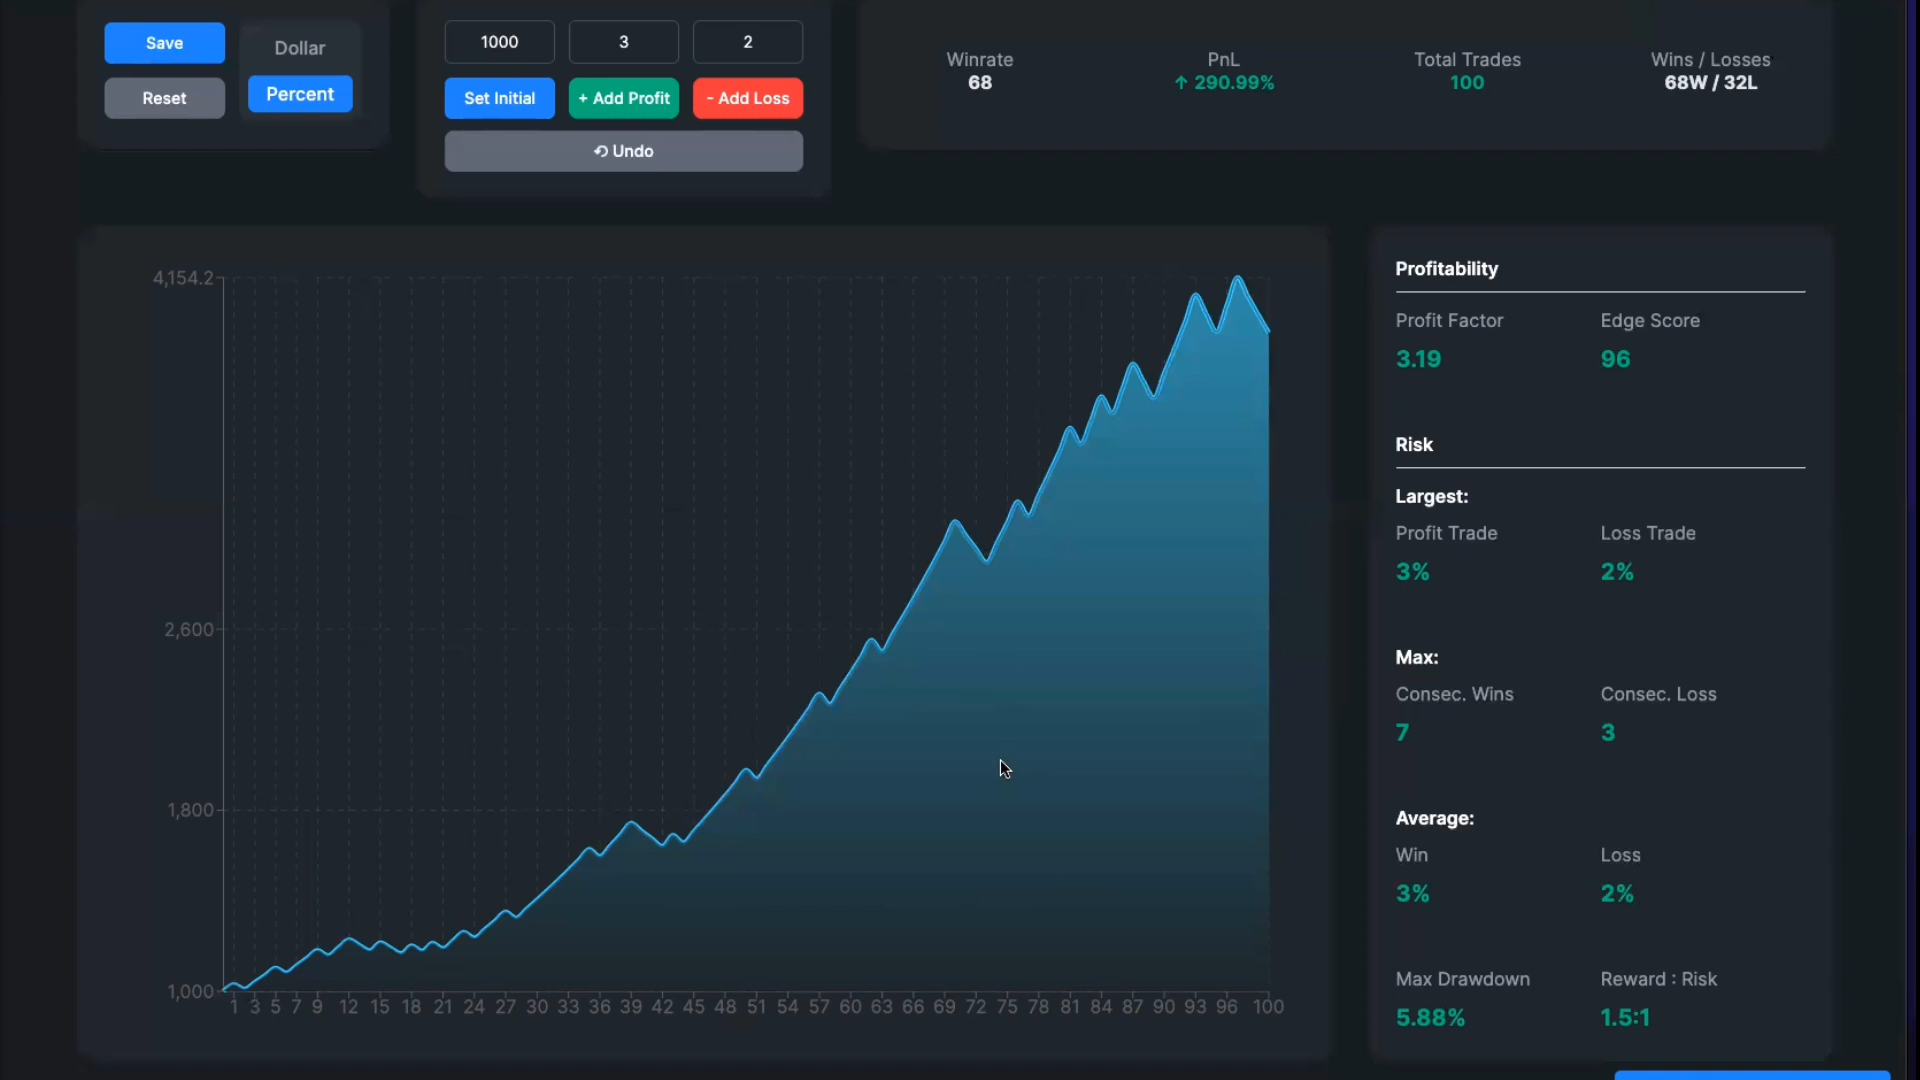 Save
Dollar
Reset
Percent
1000 3 2
Set Initial + Add Profit - Add Loss
Undo
Winrate PnL Total Trades Wins / Losses
68 ↑ 290.99% 100 68W / 32L
4,154.2
2,600
1,800
1,000
1 3 5 7 9 12 15 18 21 24 27 30 33 36 39 42 45 48 51 54 57 60 63 66 69 72 75 78 81 84 87 90 93 96 100
Profitability
Profit Factor Edge Score
3.19 96
Risk
Largest:
Profit Trade Loss Trade
3% 2%
Max:
Consec. Wins Consec. Loss
7 3
Average:
Win Loss
3% 2%
Max Drawdown Reward : Risk
5.88% 1.5:1